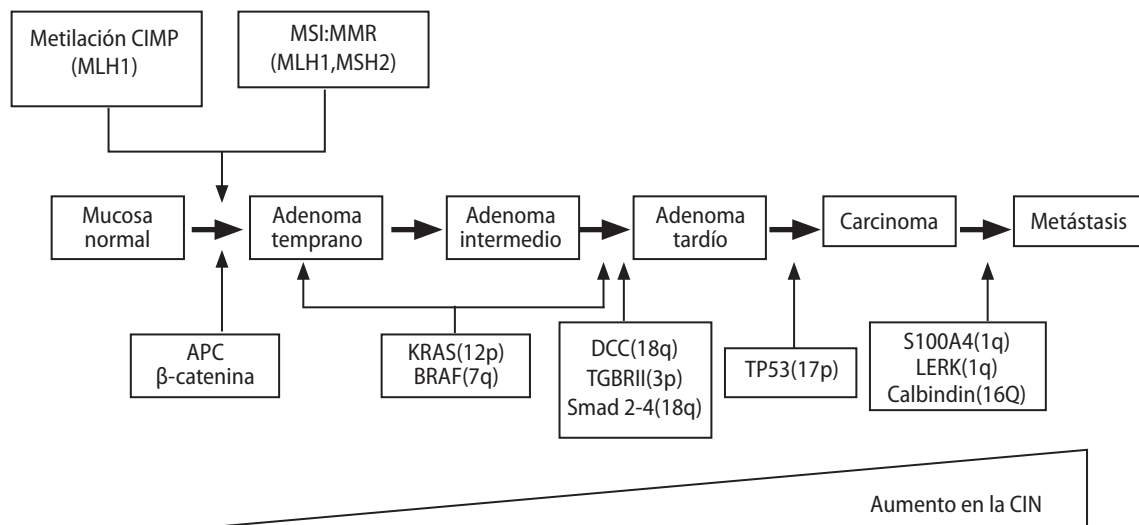 Metilación CIMP
(MLH1)
MSI:MMR
(MLH1,MSH2)
Mucosa
normal
Adenoma
temprano
Adenoma
intermedio
Adenoma
tardío
Carcinoma
Metástasis
APC
β-catenina
KRAS(12p)
BRAF(7q)
DCC(18q)
TGBRII(3p)
Smad 2-4(18q)
TP53(17p)
S100A4(1q)
LERK(1q)
Calbindin(16Q)
Aumento en la CIN